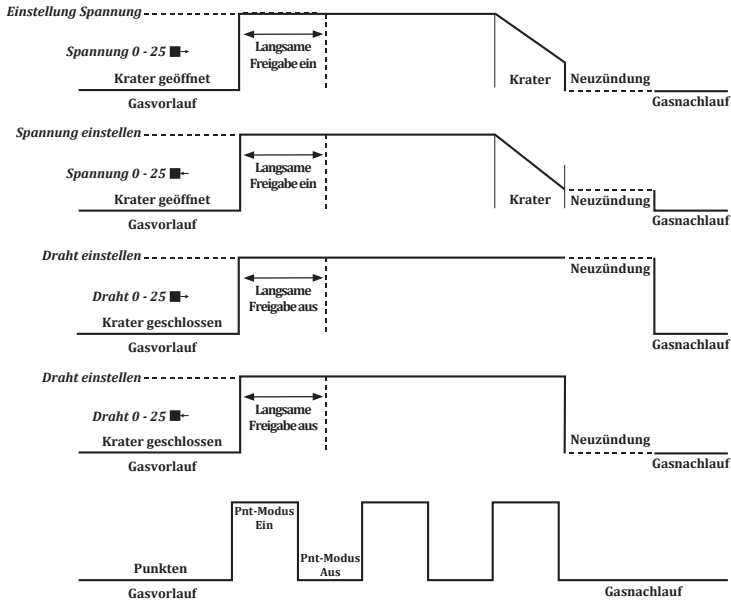 Einstellung Spannung
Spannung 0 - 25
Langsame
Freigabe ein
Krater geöffnet
Krater
Neuzündung
Gasvorlauf
Gasnachlauf
Spannung einstellen
Spannung 0 - 25
Langsame
Freigabe ein
Krater geöffnet
Krater
Neuzündung
Gasvorlauf
Gasnachlauf
Draht einstellen
Neuzündung
Draht 0 - 25
Langsame
Freigabe aus
Krater geschlossen
Gasvorlauf
Gasnachlauf
Draht einstellen
Draht 0 - 25
Langsame
Freigabe aus
Krater geschlossen
Neuzündung
Gasvorlauf
Gasnachlauf
Pnt-Modus
Ein
Pnt-Modus
Aus
Punkten
Gasvorlauf
Gasnachlauf